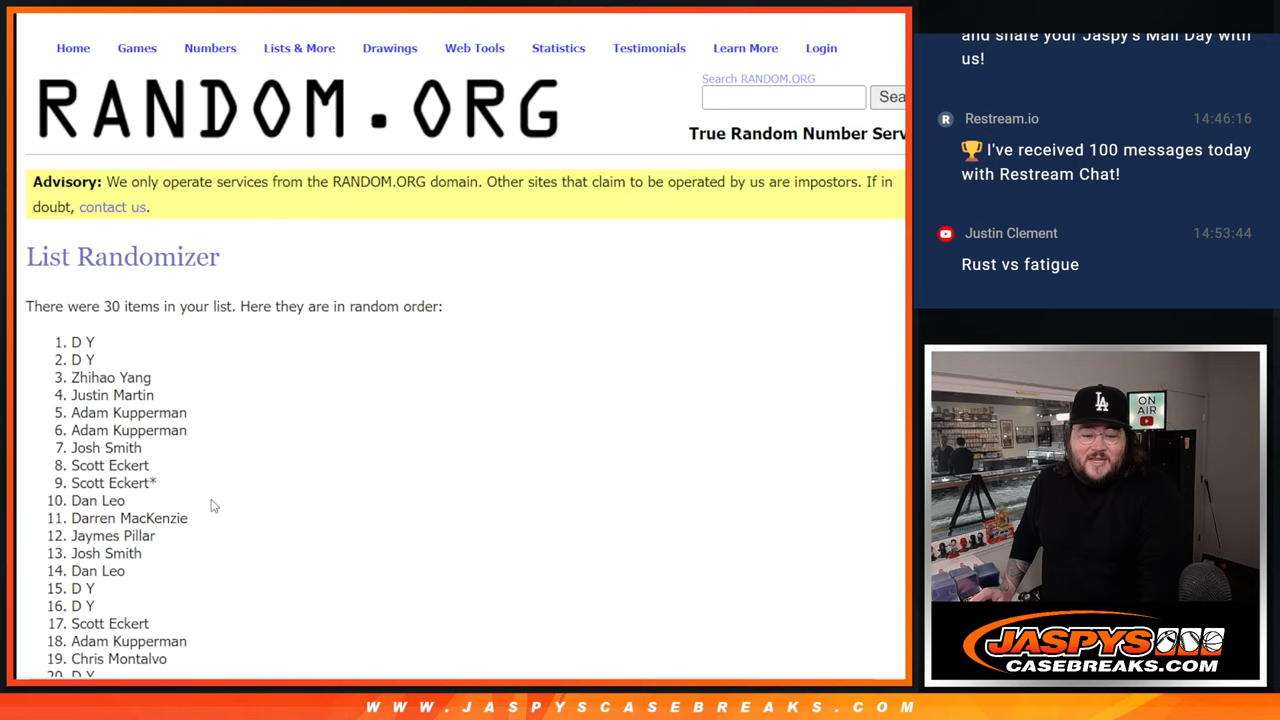 Home Games Numbers Lists & More Drawings Web Tools Statistics Testimonials Learn More Login
RANDOM.ORG
Search RANDOM.ORG
Sea
True Random Number Serv
Advisory: We only operate services from the RANDOM.ORG domain. Other sites that claim to be operated by us are impostors. If in
doubt, contact us.
List Randomizer
There were 30 items in your list. Here they are in random order:
1. D Y
2. D Y
3. Zhihao Yang
4. Justin Martin
5. Adam Kupperman
6. Adam Kupperman
7. Josh Smith
8. Scott Eckert
9. Scott Eckert*
10. Dan Leo
11. Darren MacKenzie
12. Jaymes Pillar
13. Josh Smith
14. Dan Leo
15. D Y
16. D Y
17. Scott Eckert
18. Adam Kupperman
19. Chris Montalvo
20. D Y
and share your Jaspy's Mail Day with
us!
R Restream.io 14:46:16
🏆 I've received 100 messages today
with Restream Chat!
Justin Clement 14:53:44
Rust vs fatigue
LA
ON
AIR
JASPYS
CASEBREAKS.COM
WWW.JASPYSCASEBREAKS.COM